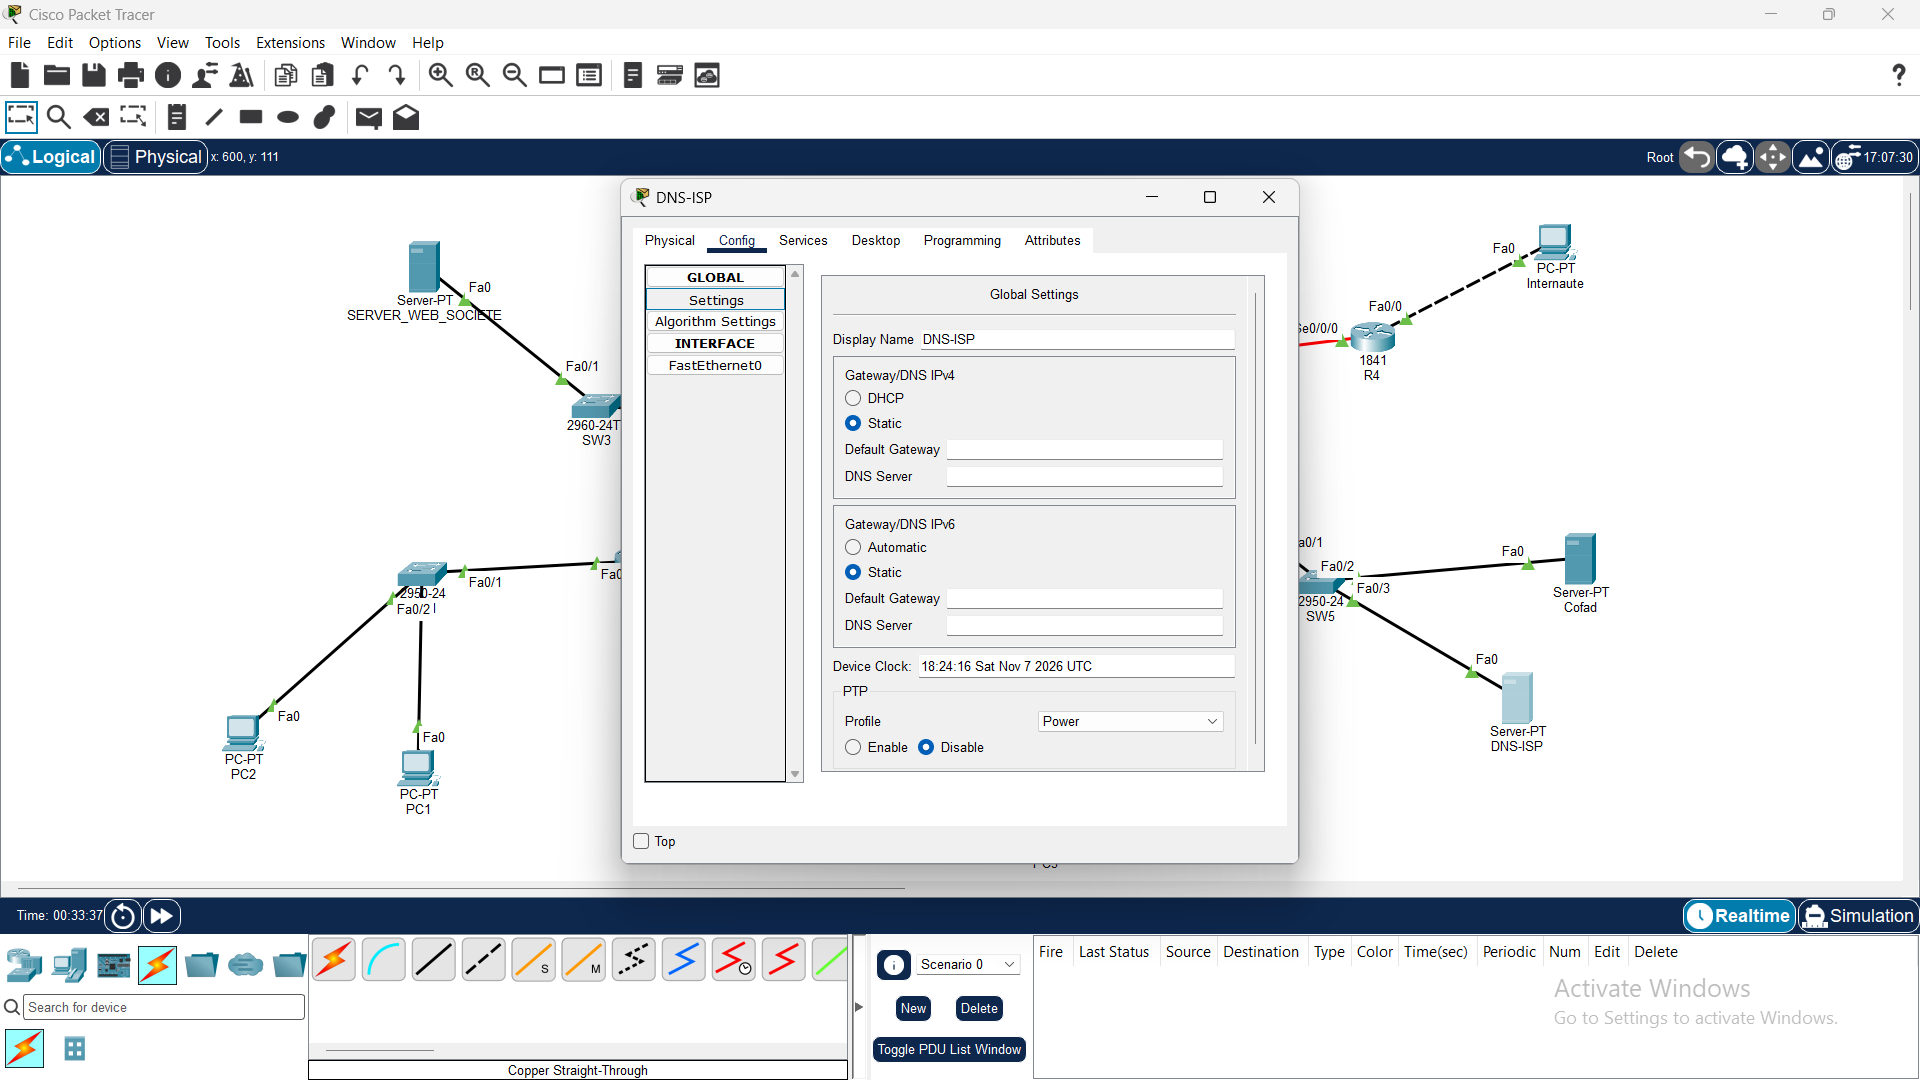 Cisco Packet Tracer
File Edit Options View Tools Extensions Window Help
Logical Physical x: 600, y: 111 Root 17:07:30
DNS-ISP
Physical Config Services Desktop Programming Attributes
GLOBAL
Settings
Algorithm Settings
INTERFACE
FastEthernet0
Global Settings
Display Name DNS-ISP
Gateway/DNS IPv4
DHCP
Static
Default Gateway
DNS Server
Gateway/DNS IPv6
Automatic
Static
Default Gateway
DNS Server
Device Clock: 18:24:16 Sat Nov 7 2026 UTC
PTP
Profile Power
Enable Disable
Top
Fa0
Server-PT
SERVER_WEB_SOCIETE
Fa0/1
2960-24T
SW3
Fa0/1
2950-24
Fa0/2
Fa0
PC-PT
PC2
Fa0
PC-PT
PC1
Fa0
PC-PT
Internaute
Fa0/0
Se0/0/0
1841
R4
a0/1
Fa0/2
Fa0/3
2950-24
SW5
Fa0
Server-PT
Cofad
Fa0
Server-PT
DNS-ISP
Time: 00:33:37 Realtime Simulation
Search for device
S
M
Copper Straight-Through
Scenario 0
New Delete
Toggle PDU List Window
Fire Last Status Source Destination Type Color Time(sec) Periodic Num Edit Delete
Activate Windows
Go to Settings to activate Windows.